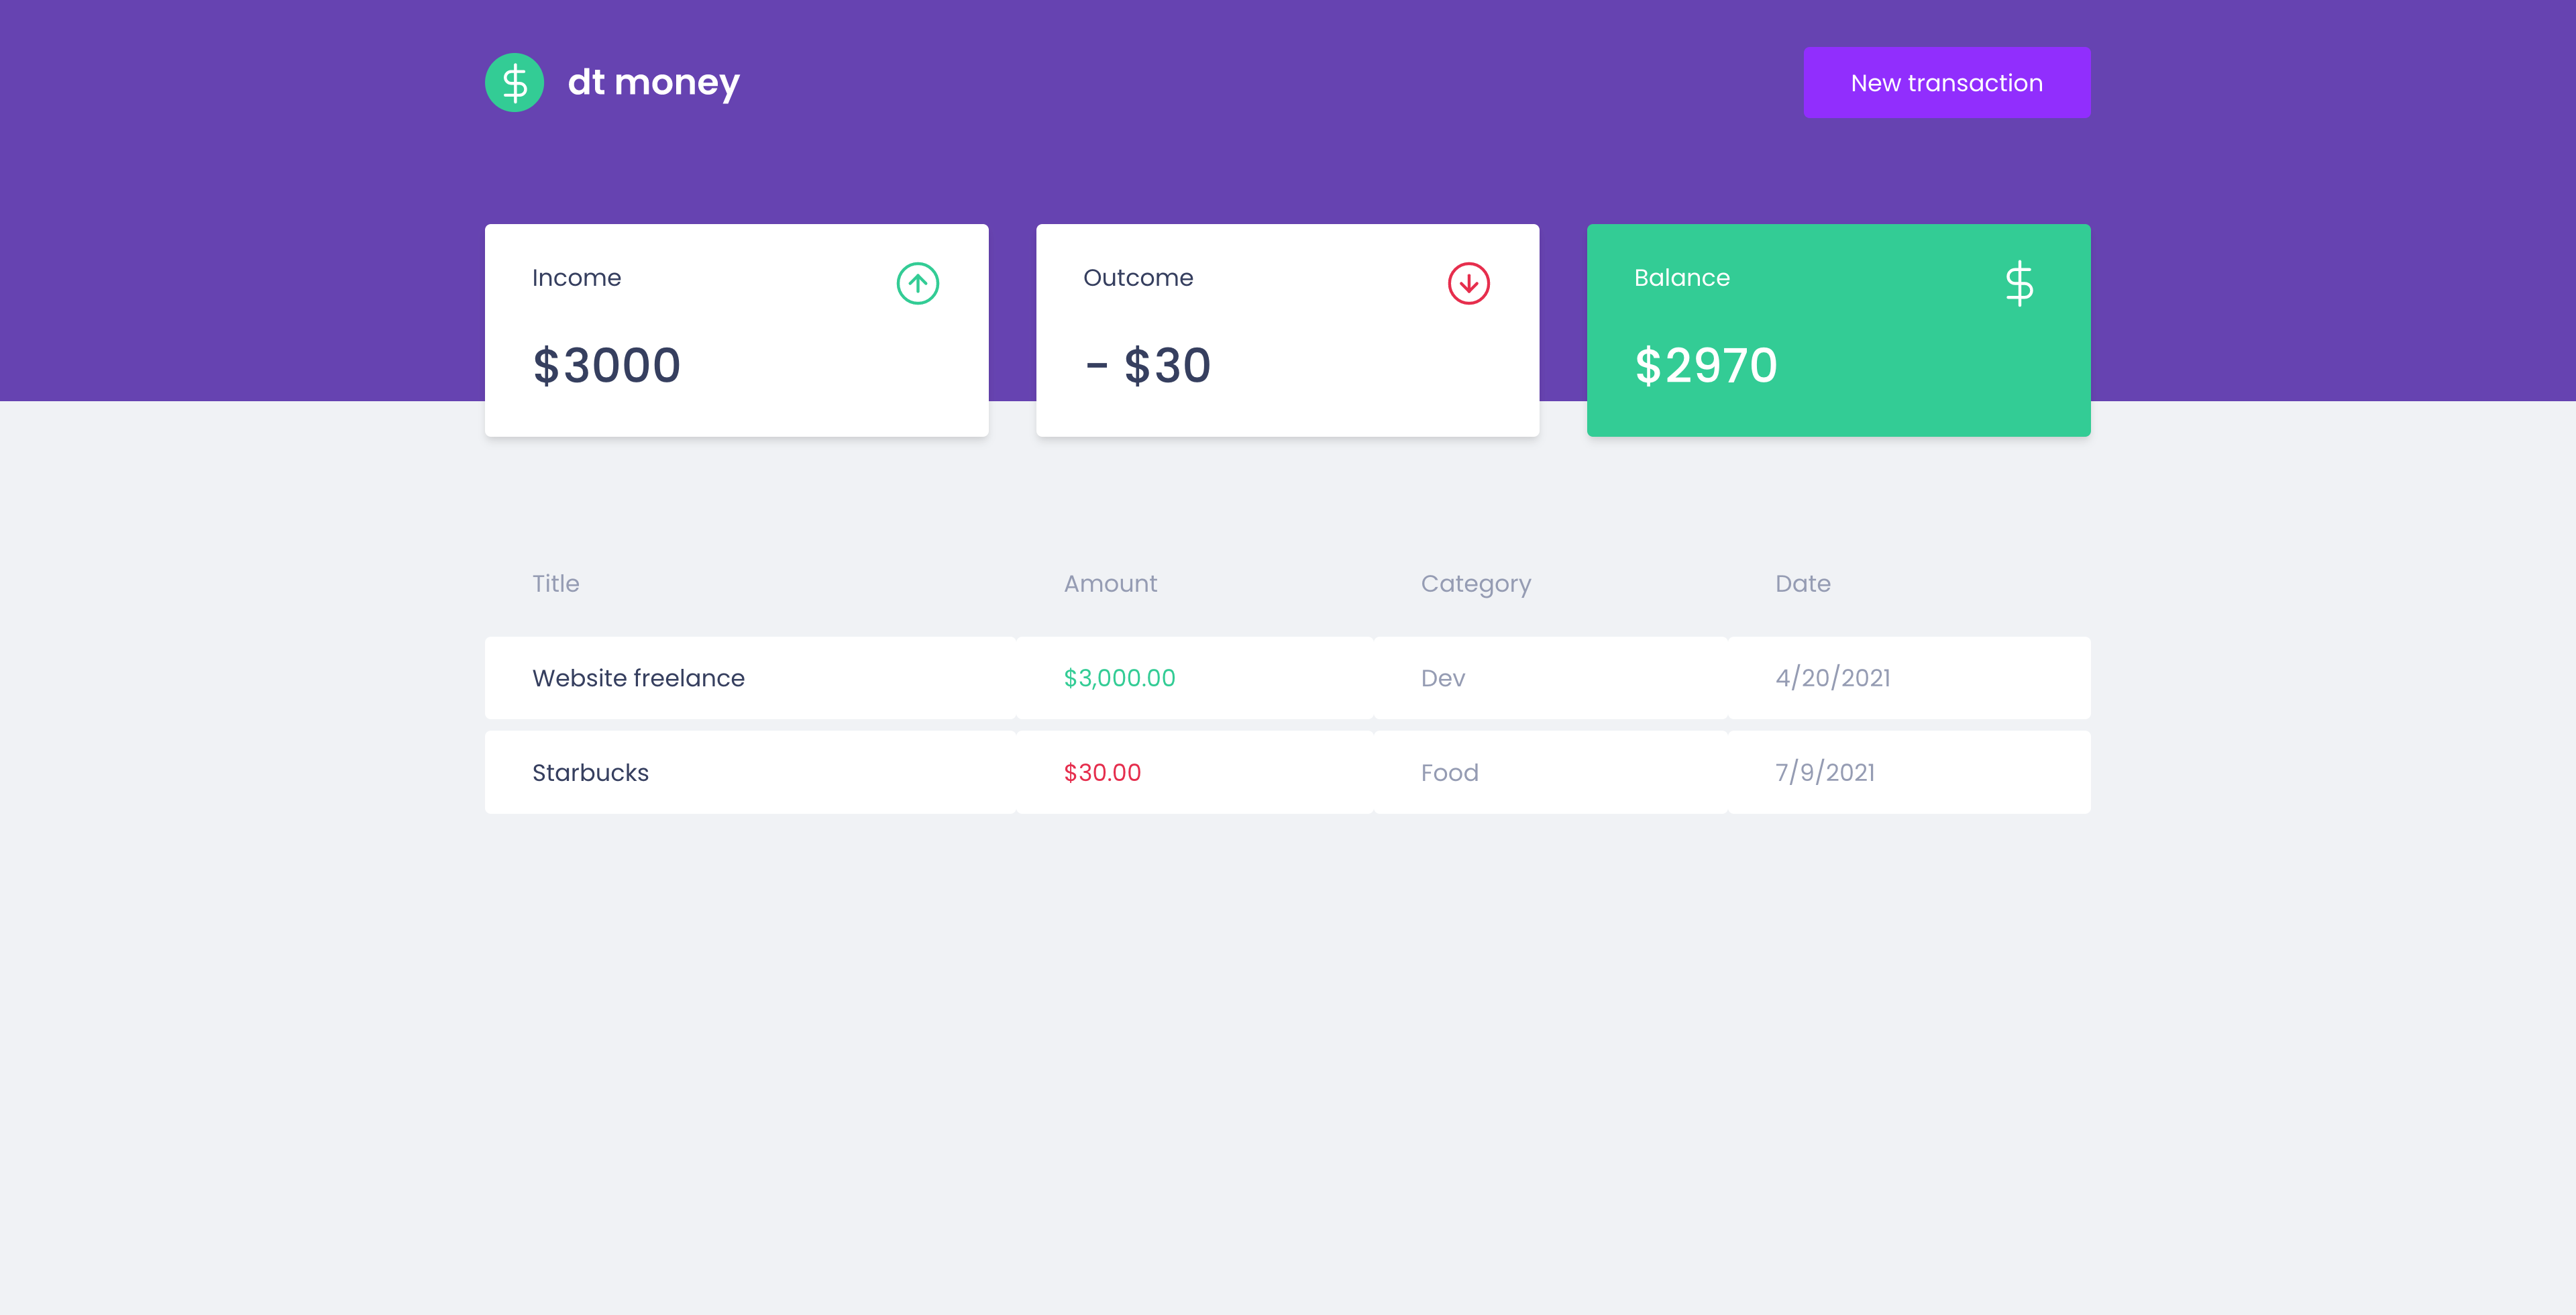 dt money
New transaction
Income
$3000
Outcome
- $30
Balance
$2970
Title Amount Category Date
Website freelance $3,000.00 Dev 4/20/2021
Starbucks $30.00 Food 7/9/2021